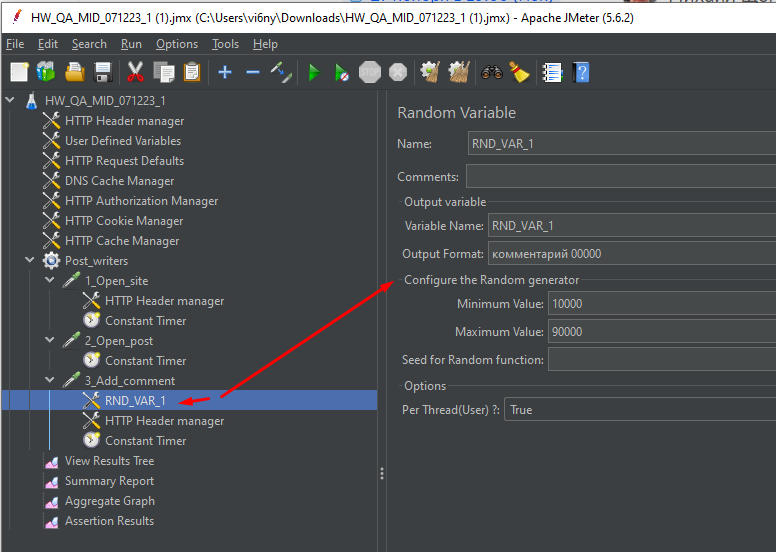 HW_QA_MID_071223_1 (1).jmx (C:\Users\vi6ny\Downloads\HW_QA_MID_071223_1 (1).jmx) - Apache JMeter (5.6.2)
File Edit Search Run Options Tools Help
STOP
HW_QA_MID_071223_1
HTTP Header manager
User Defined Variables
HTTP Request Defaults
DNS Cache Manager
HTTP Authorization Manager
HTTP Cookie Manager
HTTP Cache Manager
Post_writers
1_Open_site
HTTP Header manager
Constant Timer
2_Open_post
Constant Timer
3_Add_comment
RND_VAR_1
HTTP Header manager
Constant Timer
View Results Tree
Summary Report
Aggregate Graph
Assertion Results
Random Variable
Name: RND_VAR_1
Comments:
Output variable
Variable Name: RND_VAR_1
Output Format: комментарий 00000
Configure the Random generator
Minimum Value: 10000
Maximum Value: 90000
Seed for Random function:
Options
Per Thread(User) ?: True